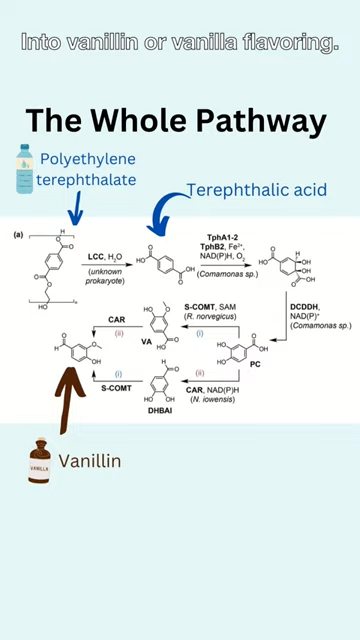 Into vanillin or vanilla flavoring.
The Whole Pathway
Polyethylene
terephthalate
Terephthalic acid
(a)
LCC, H₂O
(unknown
prokaryote)
TphA1-2
TphB2, Fe²⁺,
NAD(P)H, O₂
(Comamonas sp.)
DCDDH,
NAD(P)⁺
(Comamonas sp.)
S-COMT, SAM
(R. norvegicus)
(i)
CAR
(ii)
VA
PC
S-COMT
(i)
DHBAl
(ii)
CAR, NAD(P)H
(N. iowensis)
VANILLA
Vanillin